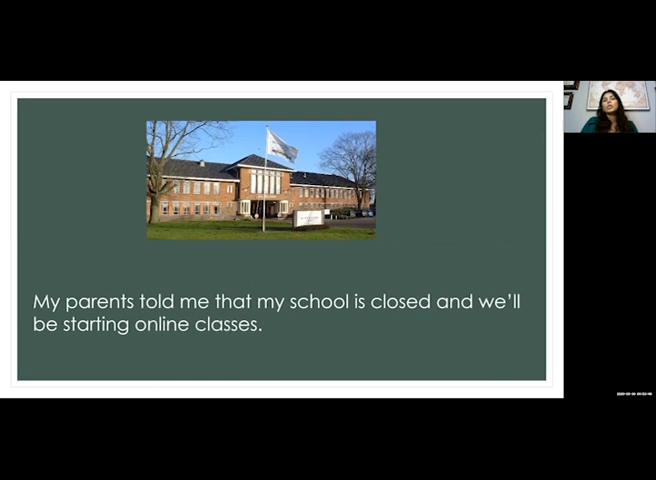 My parents told me that my school is closed and we'll
be starting online classes.